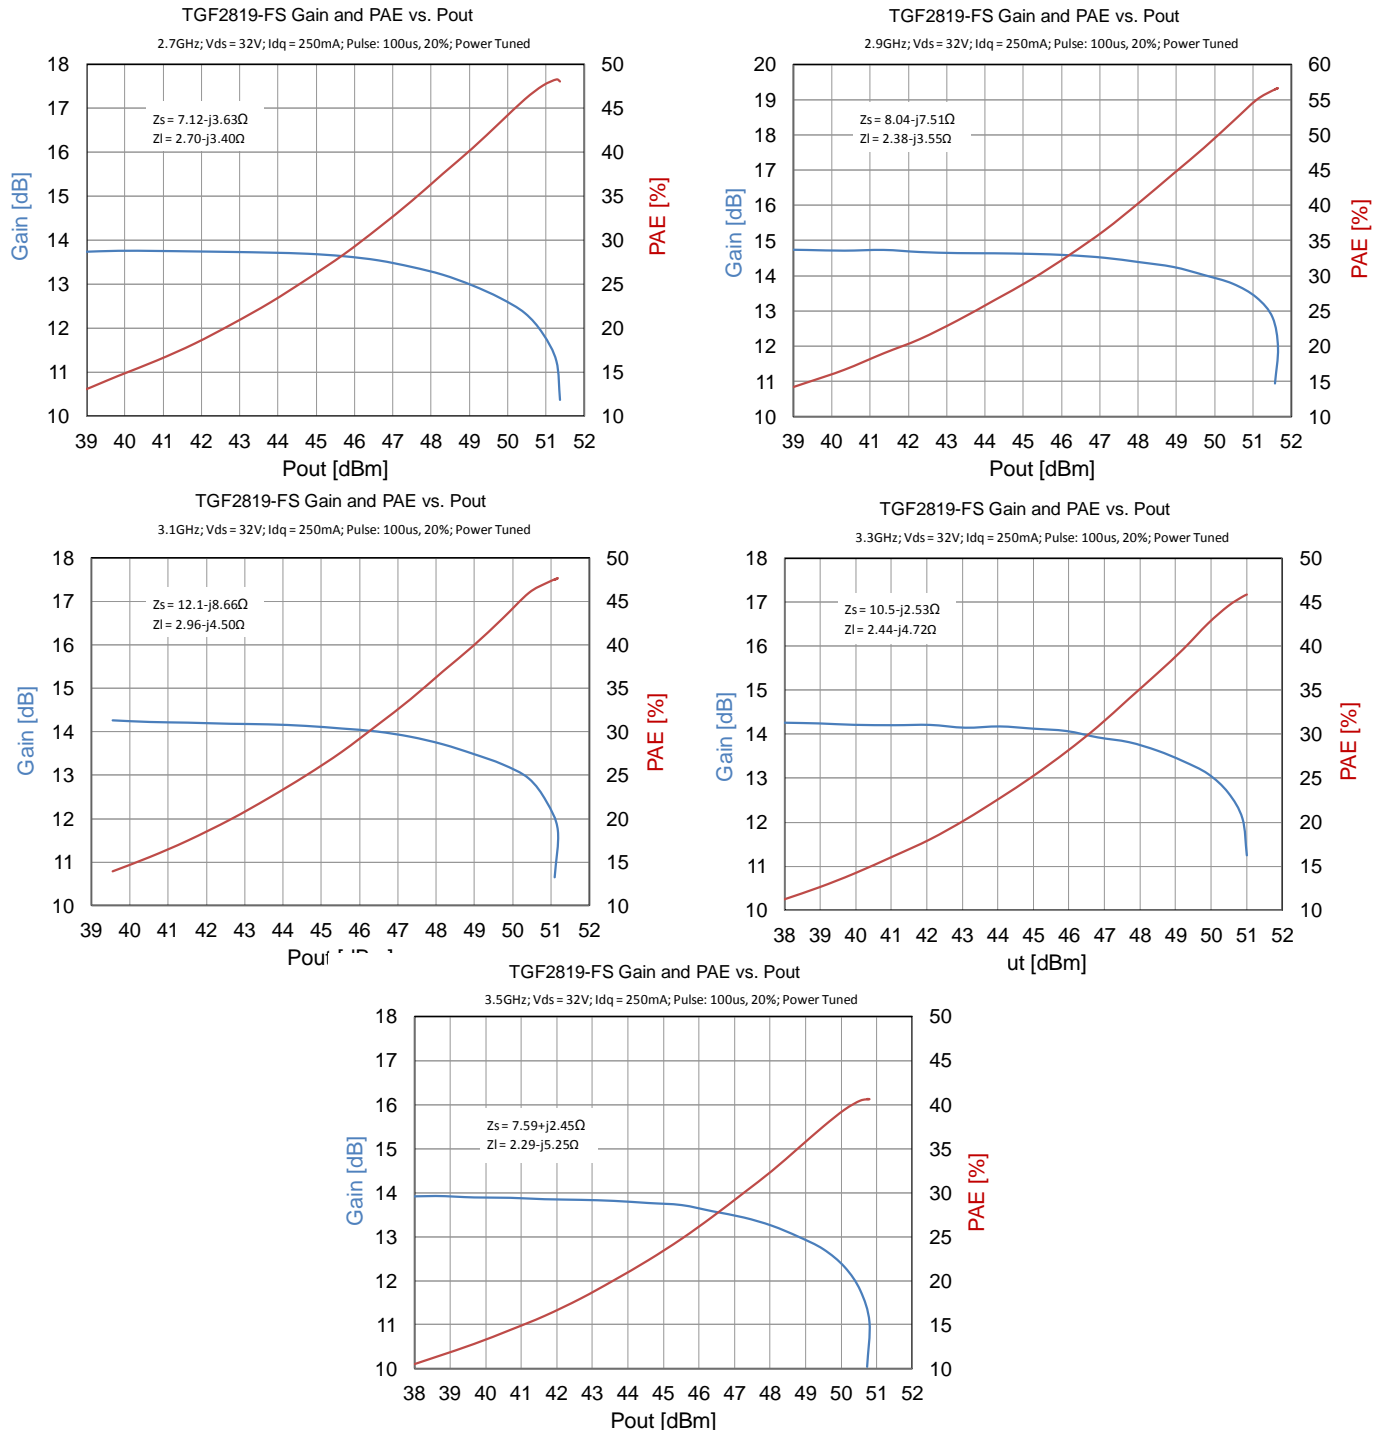 TGF2819-FS Gain and PAE vs. Pout
2.7GHz; Vds = 32V; Idq = 250mA; Pulse: 100us, 20%; Power Tuned
18
17
16
15
14
13
12
11
10
50
45
40
35
30
25
20
15
10
Zs = 7.12-j3.63Ω
Zl = 2.70-j3.40Ω
Gain [dB]
PAE [%]
39 40 41 42 43 44 45 46 47 48 49 50 51 52
Pout [dBm]
TGF2819-FS Gain and PAE vs. Pout
2.9GHz; Vds = 32V; Idq = 250mA; Pulse: 100us, 20%; Power Tuned
20
19
18
17
16
15
14
13
12
11
10
60
55
50
45
40
35
30
25
20
15
10
Zs = 8.04-j7.51Ω
Zl = 2.38-j3.55Ω
Gain [dB]
PAE [%]
39 40 41 42 43 44 45 46 47 48 49 50 51 52
Pout [dBm]
TGF2819-FS Gain and PAE vs. Pout
3.1GHz; Vds = 32V; Idq = 250mA; Pulse: 100us, 20%; Power Tuned
18
17
16
15
14
13
12
11
10
50
45
40
35
30
25
20
15
10
Zs = 12.1-j8.66Ω
Zl = 2.96-j4.50Ω
Gain [dB]
PAE [%]
39 40 41 42 43 44 45 46 47 48 49 50 51 52
Pout
TGF2819-FS Gain and PAE vs. Pout
3.3GHz; Vds = 32V; Idq = 250mA; Pulse: 100us, 20%; Power Tuned
18
17
16
15
14
13
12
11
10
50
45
40
35
30
25
20
15
10
Zs = 10.5-j2.53Ω
Zl = 2.44-j4.72Ω
Gain [dB]
PAE [%]
38 39 40 41 42 43 44 45 46 47 48 49 50 51 52
ut [dBm]
TGF2819-FS Gain and PAE vs. Pout
3.5GHz; Vds = 32V; Idq = 250mA; Pulse: 100us, 20%; Power Tuned
18
17
16
15
14
13
12
11
10
50
45
40
35
30
25
20
15
10
Zs = 7.59+j2.45Ω
Zl = 2.29-j5.25Ω
Gain [dB]
PAE [%]
38 39 40 41 42 43 44 45 46 47 48 49 50 51 52
Pout [dBm]